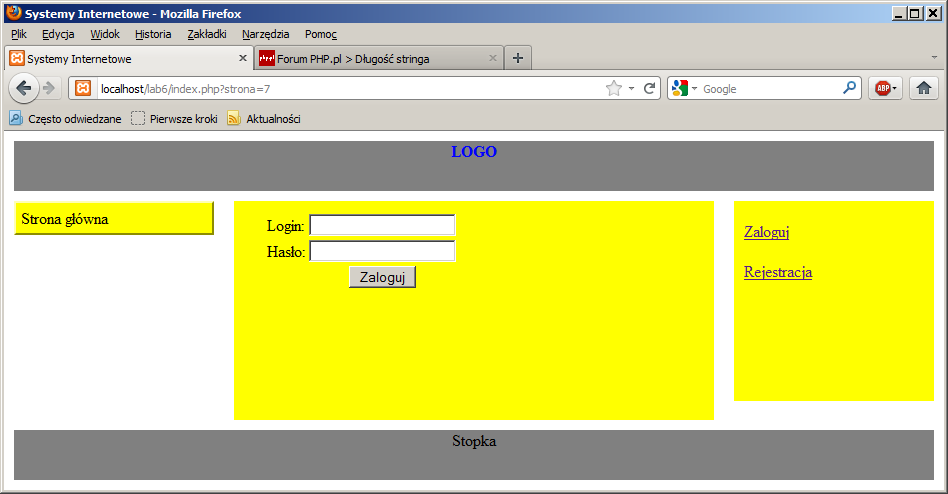 Systemy Internetowe - Mozilla Firefox
Plik Edycja Widok Historia Zakładki Narzędzia Pomoc
Systemy Internetowe
Forum PHP.pl > Długość stringa
localhost/lab6/index.php?strona=7
Google
ABP
Często odwiedzane Pierwsze kroki Aktualności
LOGO
Strona główna
Login:
Hasło:
Zaloguj
Zaloguj
Rejestracja
Stopka